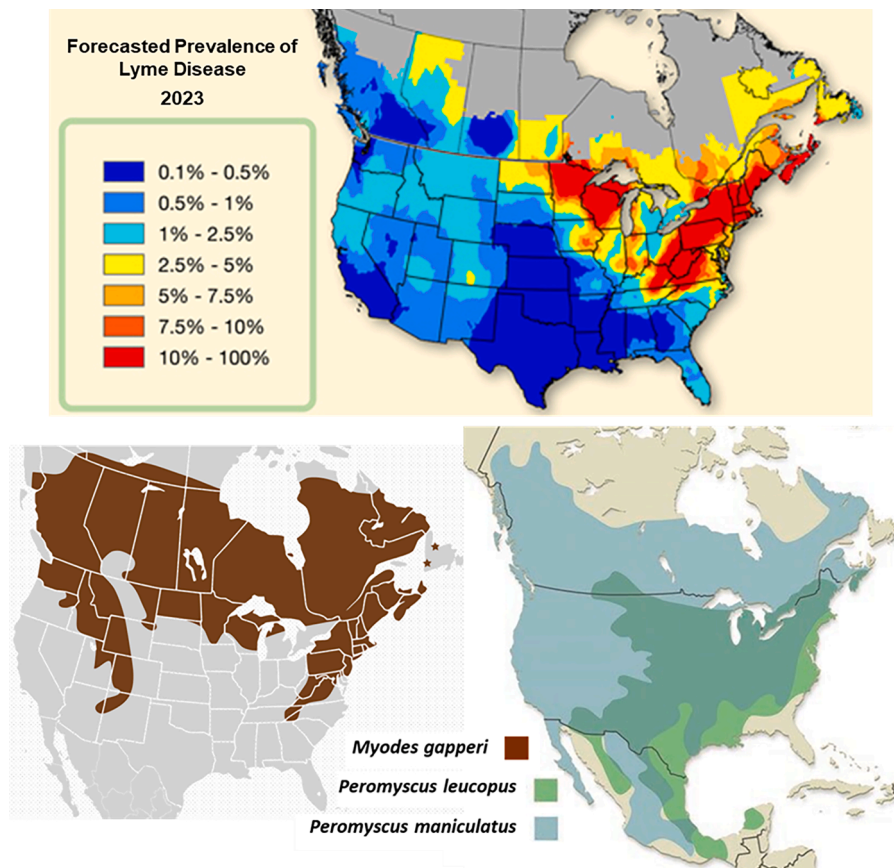 Forecasted Prevalence of
Lyme Disease
2023
0.1% - 0.5%
0.5% - 1%
1% - 2.5%
2.5% - 5%
5% - 7.5%
7.5% - 10%
10% - 100%
Myodes gapperi
Peromyscus leucopus
Peromyscus maniculatus